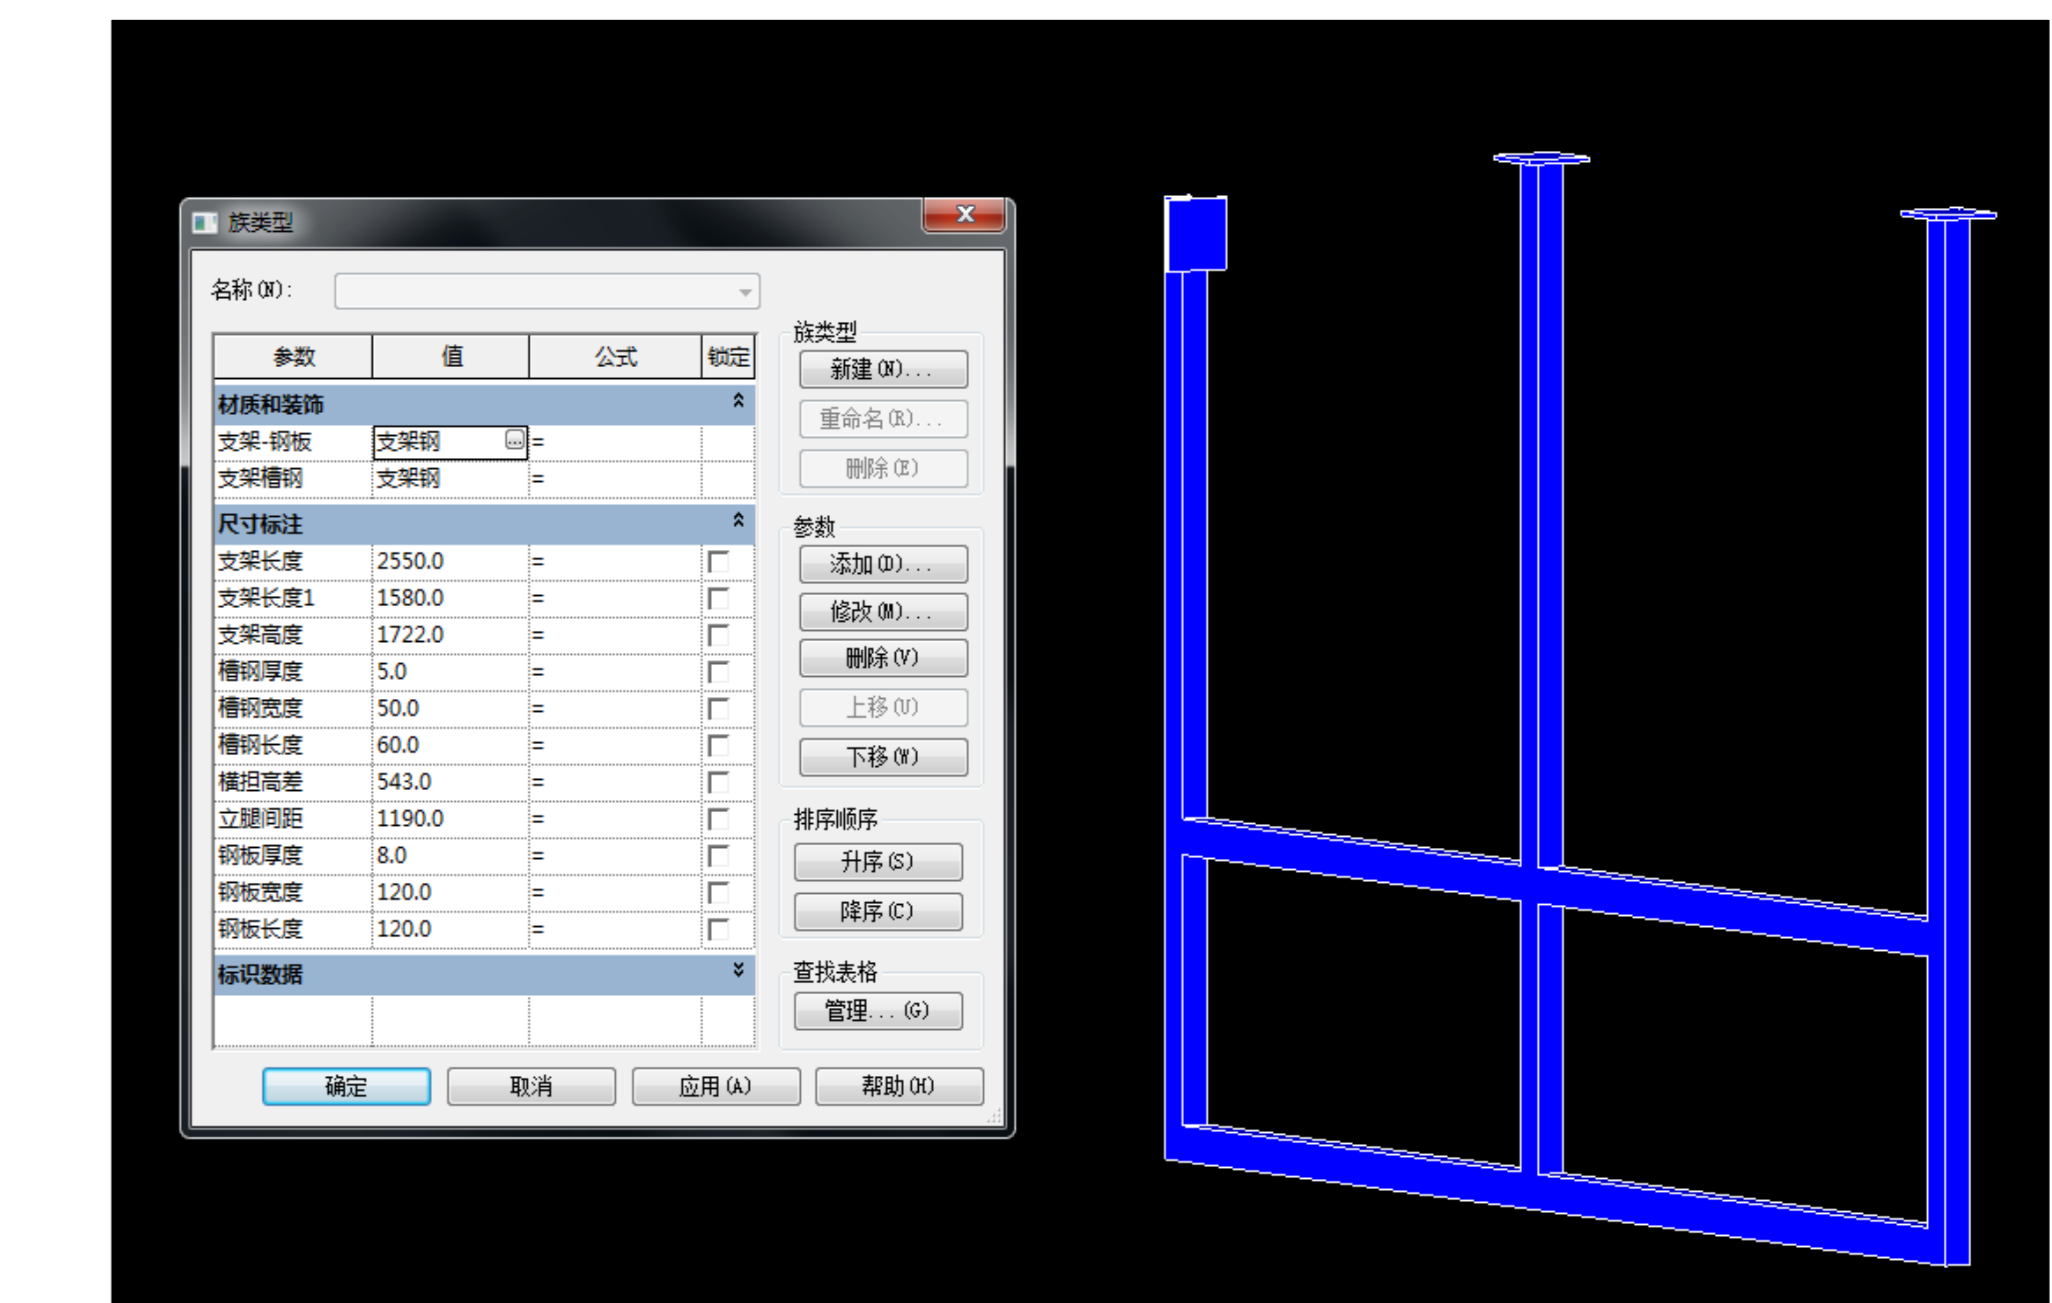 族类型
名称(N):
参数 值 公式 锁定
材质和装饰
支架-钢板 支架钢 ... =
支架槽钢 支架钢 =
尺寸标注
支架长度 2550.0 =
支架长度1 1580.0 =
支架高度 1722.0 =
槽钢厚度 5.0 =
槽钢宽度 50.0 =
槽钢长度 60.0 =
横担高差 543.0 =
立腿间距 1190.0 =
钢板厚度 8.0 =
钢板宽度 120.0 =
钢板长度 120.0 =
标识数据
族类型
新建(N)...
重命名(R)...
删除(E)
参数
添加(D)...
修改(M)...
删除(V)
上移(U)
下移(W)
排序顺序
升序(S)
降序(C)
查找表格
管理...(G)
确定 取消 应用(A) 帮助(H)